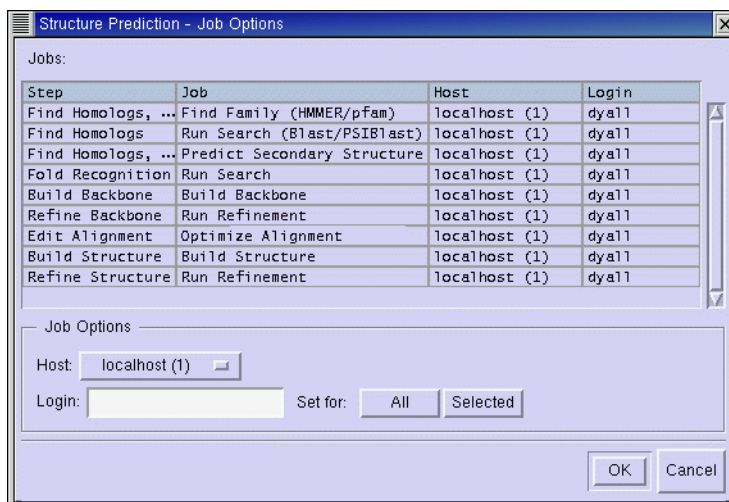 Structure Prediction - Job Options
Jobs:
Step Job Host Login
Find Homologs, ... Find Family (HMMER/pfam) localhost (1) dyall
Find Homologs Run Search (Blast/PSIBlast) localhost (1) dyall
Find Homologs, ... Predict Secondary Structure localhost (1) dyall
Fold Recognition Run Search localhost (1) dyall
Build Backbone Build Backbone localhost (1) dyall
Refine Backbone Run Refinement localhost (1) dyall
Edit Alignment Optimize Alignment localhost (1) dyall
Build Structure Build Structure localhost (1) dyall
Refine Structure Run Refinement localhost (1) dyall
Job Options
Host: localhost (1)
Login: Set for: All Selected
OK Cancel